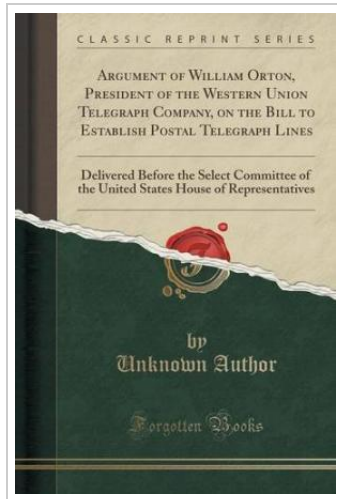 CLASSIC REPRINT SERIES
ARGUMENT OF WILLIAM ORTON,
PRESIDENT OF THE WESTERN UNION
TELEGRAPH COMPANY, ON THE BILL TO
ESTABLISH POSTAL TELEGRAPH LINES
Delivered Before the Select Committee of
the United States House of Representatives
by
Unknown Author
Forgotten Books